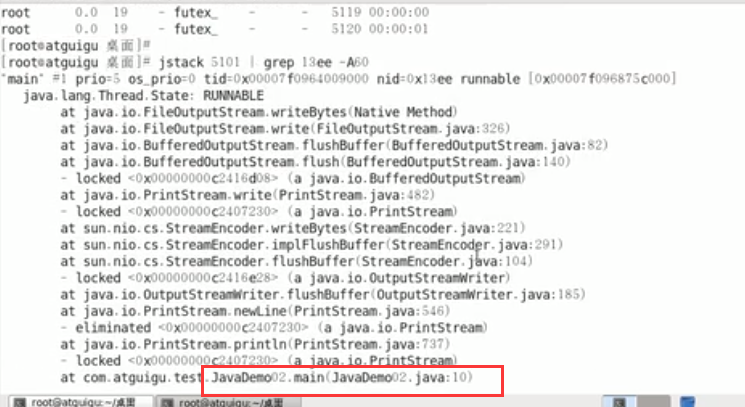 root 0.0 19 - futex_ - - 5119 00:00:00
root 0.0 19 - futex_ - - 5120 00:00:01
[root@atguigu 桌面]#
[root@atguigu 桌面]# jstack 5101 | grep 13ee -A60
"main" #1 prio=5 os_prio=0 tid=0x00007f0964009000 nid=0x13ee runnable [0x00007f096875c000]
java.lang.Thread.State: RUNNABLE
at java.io.FileOutputStream.writeBytes(Native Method)
at java.io.FileOutputStream.write(FileOutputStream.java:326)
at java.io.BufferedOutputStream.flushBuffer(BufferedOutputStream.java:82)
at java.io.BufferedOutputStream.flush(BufferedOutputStream.java:140)
- locked <0x00000000c2416d08> (a java.io.BufferedOutputStream)
at java.io.PrintStream.write(PrintStream.java:482)
- locked <0x00000000c2407230> (a java.io.PrintStream)
at sun.nio.cs.StreamEncoder.writeBytes(StreamEncoder.java:221)
at sun.nio.cs.StreamEncoder.implFlushBuffer(StreamEncoder.java:291)
at sun.nio.cs.StreamEncoder.flushBuffer(StreamEncoder.java:104)
- locked <0x00000000c2416e28> (a java.io.OutputStreamWriter)
at java.io.OutputStreamWriter.flushBuffer(OutputStreamWriter.java:185)
at java.io.PrintStream.newLine(PrintStream.java:546)
- eliminated <0x00000000c2407230> (a java.io.PrintStream)
at java.io.PrintStream.println(PrintStream.java:737)
- locked <0x00000000c2407230> (a java.io.PrintStream)
at com.atguigu.test.JavaDemo02.main(JavaDemo02.java:10)
root@atguigu:~/桌面 root@atguigu:~/桌面